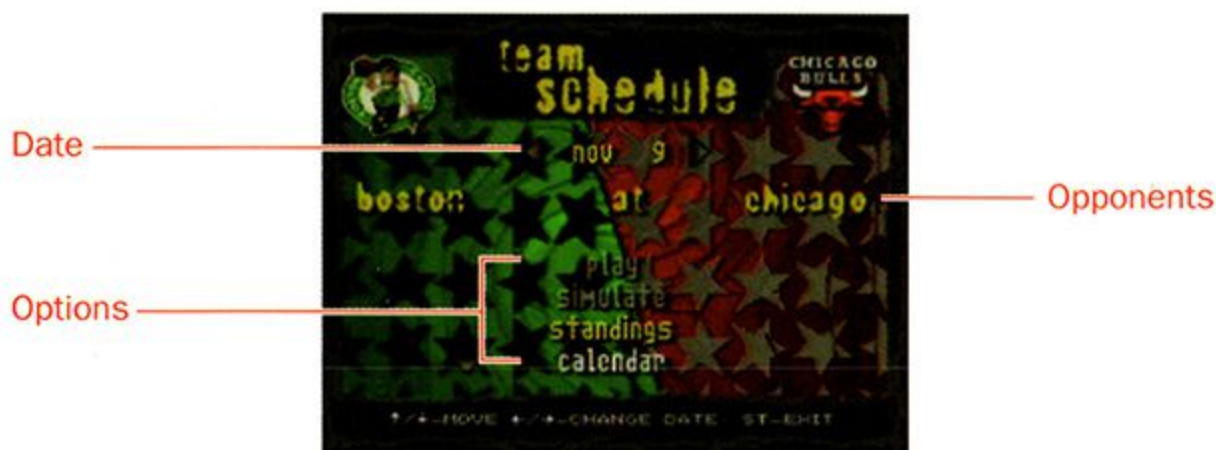 team
schedule
CHICAGO
BULLS
Date
nov 9
boston at chicago
Opponents
play
simulate
Options
standings
calendar
↑/↓-MOVE ←/→-CHANGE DATE ST-EXIT